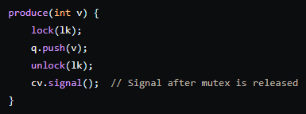 produce(int v) {
    lock(lk);
    q.push(v);
    unlock(lk);
    cv.signal();  // Signal after mutex is released
}